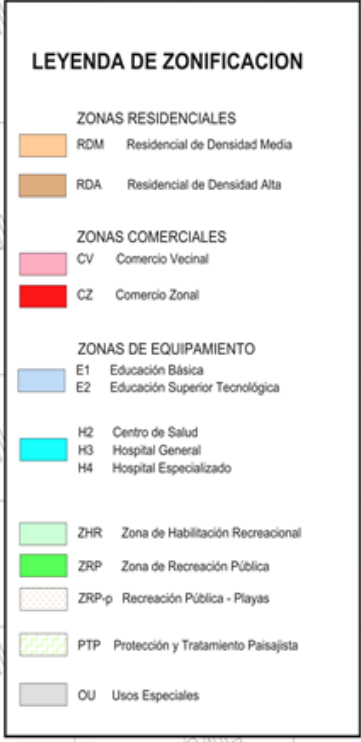 LEYENDA DE ZONIFICACION
ZONAS RESIDENCIALES
RDM Residencial de Densidad Media
RDA Residencial de Densidad Alta
ZONAS COMERCIALES
CV Comercio Vecinal
CZ Comercio Zonal
ZONAS DE EQUIPAMIENTO
E1 Educación Básica
E2 Educación Superior Tecnológica
H2 Centro de Salud
H3 Hospital General
H4 Hospital Especializado
ZHR Zona de Habilitación Recreacional
ZRP Zona de Recreación Pública
ZRP-p Recreación Pública - Playas
PTP Protección y Tratamiento Paisajista
OU Usos Especiales